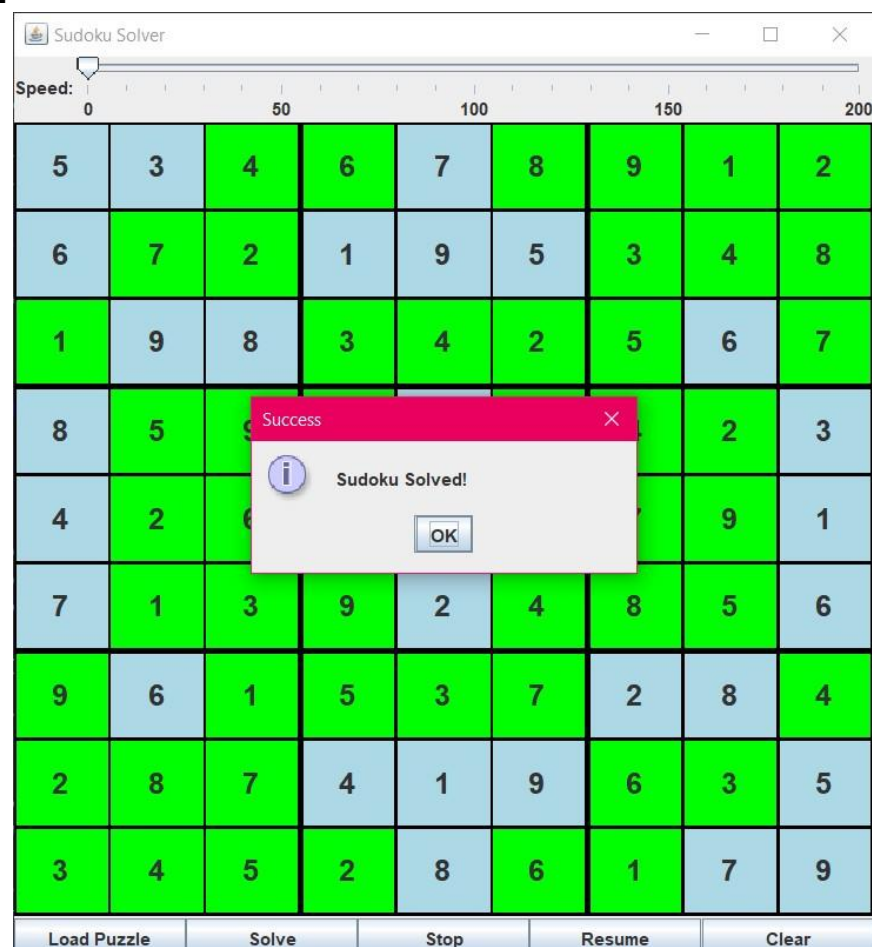 Sudoku Solver
Speed:
0 50 100 150 200
5 3 4 6 7 8 9 1 2
6 7 2 1 9 5 3 4 8
1 9 8 3 4 2 5 6 7
8 5 2 3
Success
Sudoku Solved!
4 2 9 1
OK
7 1 3 9 2 4 8 5 6
9 6 1 5 3 7 2 8 4
2 8 7 4 1 9 6 3 5
3 4 5 2 8 6 1 7 9
Load Puzzle Solve Stop Resume Clear